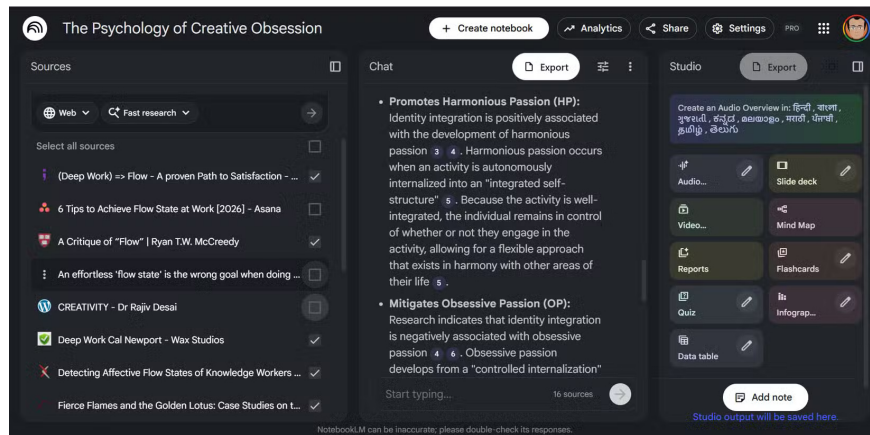 The Psychology of Creative Obsession
+ Create notebook
Analytics
Share
Settings
PRO
Sources
Web
Fast research
Select all sources
(Deep Work) => Flow - A proven Path to Satisfaction - ...
6 Tips to Achieve Flow State at Work [2026] - Asana
A Critique of "Flow" | Ryan T.W. McCreedy
An effortless 'flow state' is the wrong goal when doing ...
CREATIVITY - Dr Rajiv Desai
Deep Work Cal Newport - Wax Studios
Detecting Affective Flow States of Knowledge Workers ...
Fierce Flames and the Golden Lotus: Case Studies on t...
Chat
Export
• Promotes Harmonious Passion (HP):
Identity integration is positively associated
with the development of harmonious
passion 3 4 . Harmonious passion occurs
when an activity is autonomously
internalized into an "integrated self-
structure" 5 . Because the activity is well-
integrated, the individual remains in control
of whether or not they engage in the
activity, allowing for a flexible approach
that exists in harmony with other areas of
their life 5 .
• Mitigates Obsessive Passion (OP):
Research indicates that identity integration
is negatively associated with obsessive
passion 4 6 . Obsessive passion
develops from a "controlled internalization"
Start typing...
16 sources
Studio
Export
Create an Audio Overview in: हिन्दी, বাংলা,
ગુજરાતી, ಕನ್ನಡ, മലയാളം, मराठी, ਪੰਜਾਬੀ,
தமிழ், తెలుగు
Audio...
Slide deck
Video...
Mind Map
Reports
Flashcards
Quiz
Infograp...
Data table
Add note
Studio output will be saved here.
NotebookLM can be inaccurate; please double-check its responses.